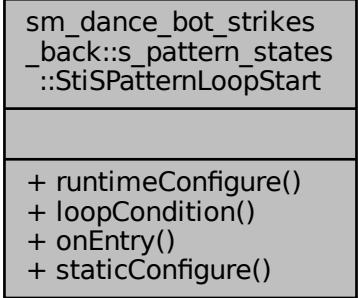 sm_dance_bot_strikes
_back::s_pattern_states
::StiSPatternLoopStart
+ runtimeConfigure()
+ loopCondition()
+ onEntry()
+ staticConfigure()